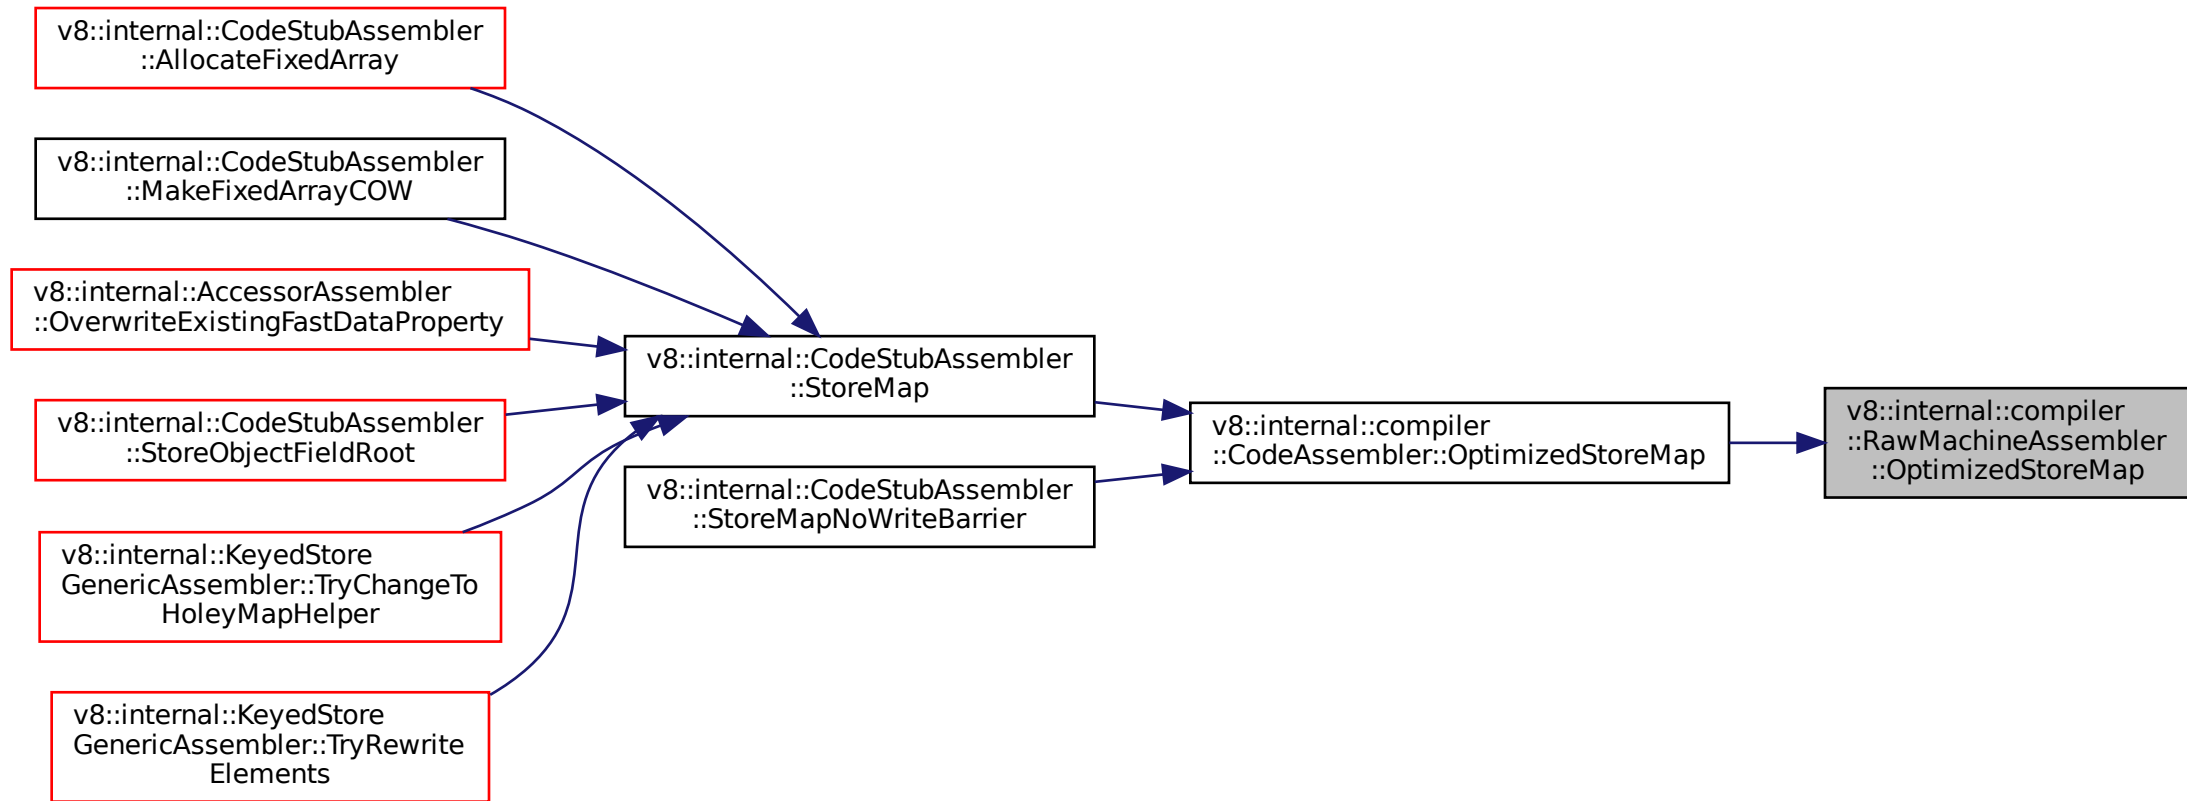 v8::internal::CodeStubAssembler
::AllocateFixedArray
v8::internal::CodeStubAssembler
::MakeFixedArrayCOW
v8::internal::AccessorAssembler
::OverwriteExistingFastDataProperty
v8::internal::CodeStubAssembler
::StoreObjectFieldRoot
v8::internal::KeyedStore
GenericAssembler::TryChangeTo
HoleyMapHelper
v8::internal::KeyedStore
GenericAssembler::TryRewrite
Elements
v8::internal::CodeStubAssembler
::StoreMap
v8::internal::CodeStubAssembler
::StoreMapNoWriteBarrier
v8::internal::compiler
::CodeAssembler::OptimizedStoreMap
v8::internal::compiler
::RawMachineAssembler
::OptimizedStoreMap